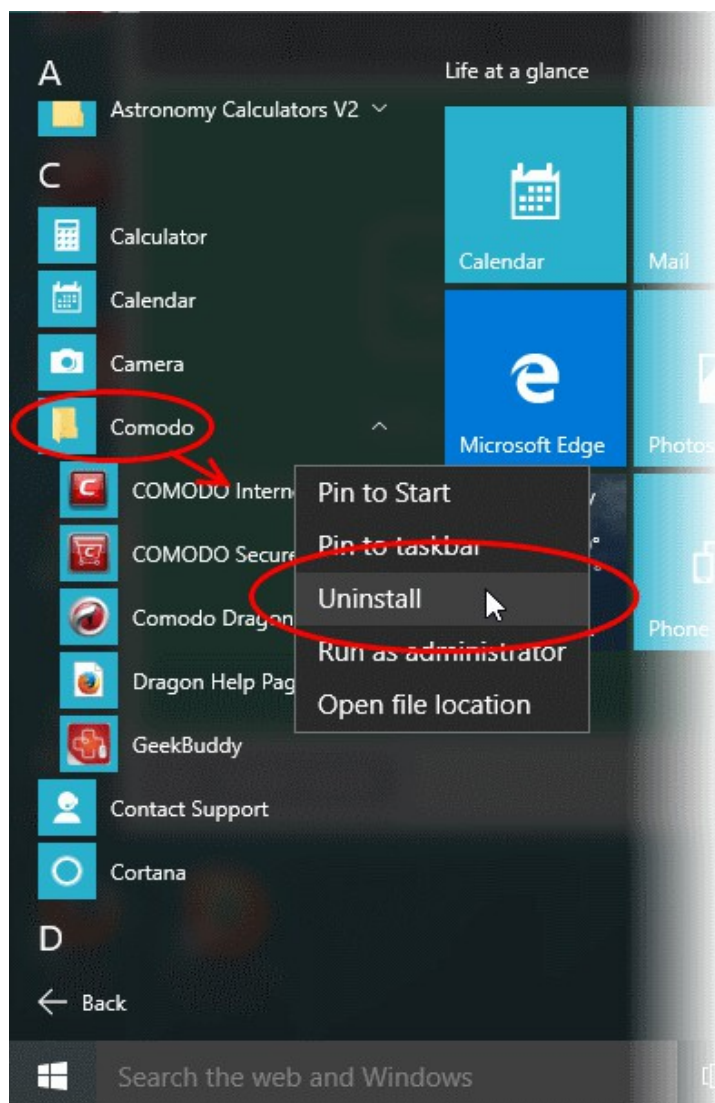 A
Life at a glance
Astronomy Calculators V2
C
Calculator
Calendar
Mail
Calendar
Camera
Comodo
Microsoft Edge
Photos
COMODO Intern
Pin to Start
COMODO Secure
Pin to taskbar
Comodo Dragon
Uninstall
Phone
Run as administrator
Dragon Help Pag
Open file location
GeekBuddy
Contact Support
Cortana
D
Back
Search the web and Windows